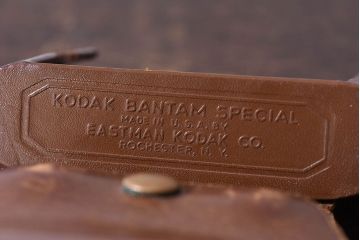 KODAK BANTAM SPECIAL
MADE IN U.S.A. BY
EASTMAN KODAK CO.
ROCHESTER, N.Y.